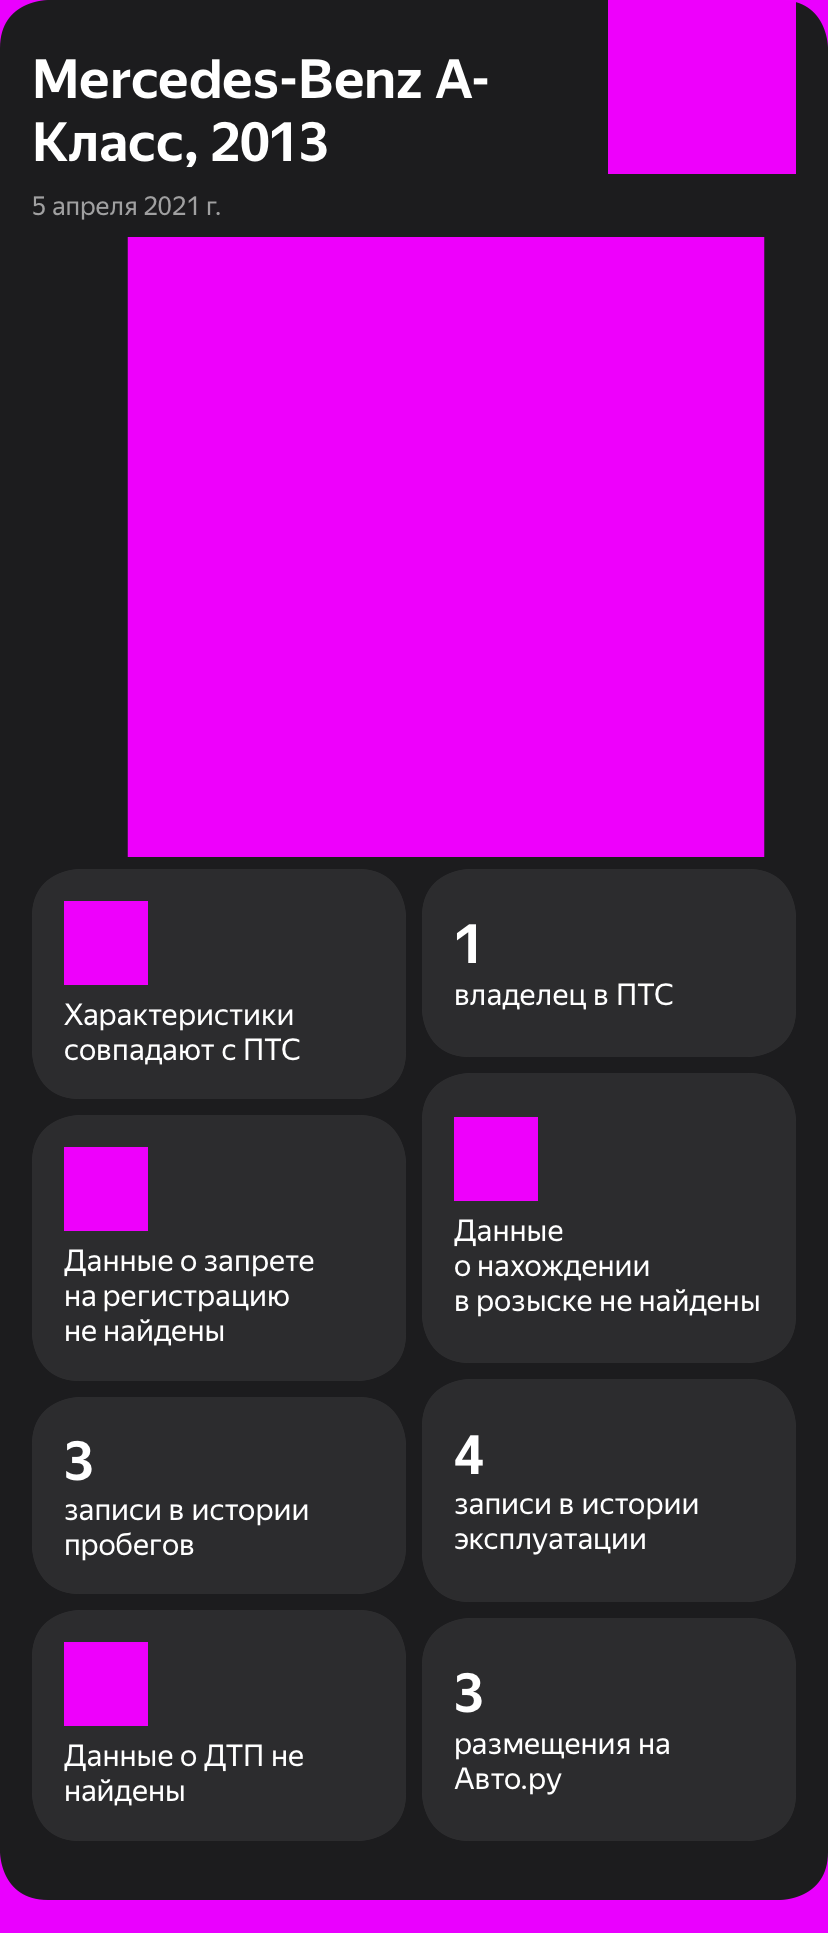 Mercedes-Benz A-
Класс, 2013
5 апреля 2021 г.
Характеристики
совпадают с ПТС
1
владелец в ПТС
Данные о запрете
на регистрацию
не найдены
Данные
о нахождении
в розыске не найдены
3
записи в истории
пробегов
4
записи в истории
эксплуатации
Данные о ДТП не
найдены
3
размещения на
Авто.ру